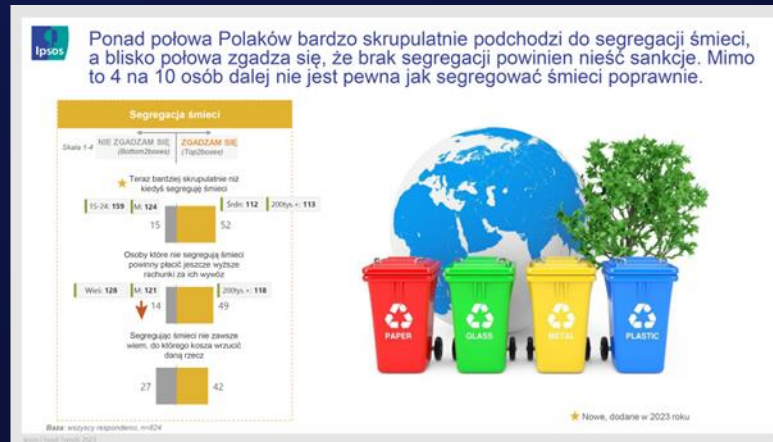 Ipsos
Ponad połowa Polaków bardzo skrupulatnie podchodzi do segregacji śmieci,
a blisko połowa zgadza się, że brak segregacji powinien nieść sankcje. Mimo
to 4 na 10 osób dalej nie jest pewna jak segregować śmieci poprawnie.
Segregacja śmieci
Skala 1-4
NIE ZGADZAM SIĘ
(Bottom2boxes)
ZGADZAM SIĘ
(Top2boxes)
Teraz bardziej skrupulatnie niż
kiedyś segreguję śmieci
15-24: 159
M: 124
Śrdn: 112
200tys +: 113
15
52
Osoby które nie segregują śmieci
powinny płacić jeszcze wyższe
rachunki za ich wywóz
Wieś: 128
M: 121
200tys +: 118
14
49
Segregując śmieci nie zawsze
wiem, do którego kosza wrzucić
daną rzecz
27
42
PAPER
GLASS
METAL
PLASTIC
Nowe, dodane w 2023 roku
Baza: wszyscy respondenci, n=824